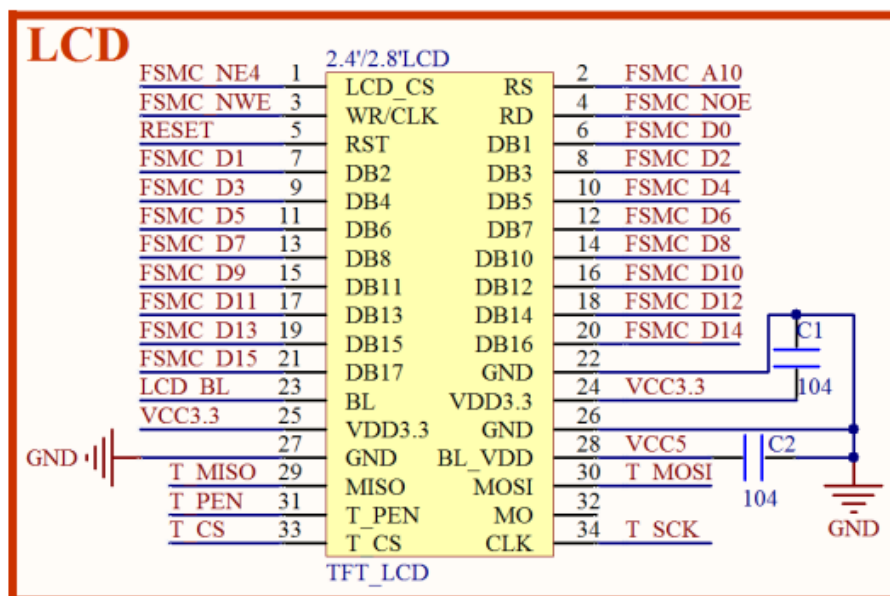 LCD
2.4'/2.8'LCD
FSMC_NE4 1 LCD_CS RS 2 FSMC_A10
FSMC_NWE 3 WR/CLK RD 4 FSMC_NOE
RESET 5 RST DB1 6 FSMC_D0
FSMC_D1 7 DB2 DB3 8 FSMC_D2
FSMC_D3 9 DB4 DB5 10 FSMC_D4
FSMC_D5 11 DB6 DB7 12 FSMC_D6
FSMC_D7 13 DB8 DB10 14 FSMC_D8
FSMC_D9 15 DB11 DB12 16 FSMC_D10
FSMC_D11 17 DB13 DB14 18 FSMC_D12
FSMC_D13 19 DB15 DB16 20 FSMC_D14
C1
FSMC_D15 21 DB17 GND 22
104
LCD_BL 23 BL VDD3.3 24 VCC3.3
VCC3.3 25 VDD3.3 GND 26
GND 27 GND BL_VDD 28 VCC5 C2
T_MISO 29 MISO MOSI 30 T_MOSI
104
T_PEN 31 T_PEN MO 32
GND
T_CS 33 T_CS CLK 34 T_SCK
TFT_LCD